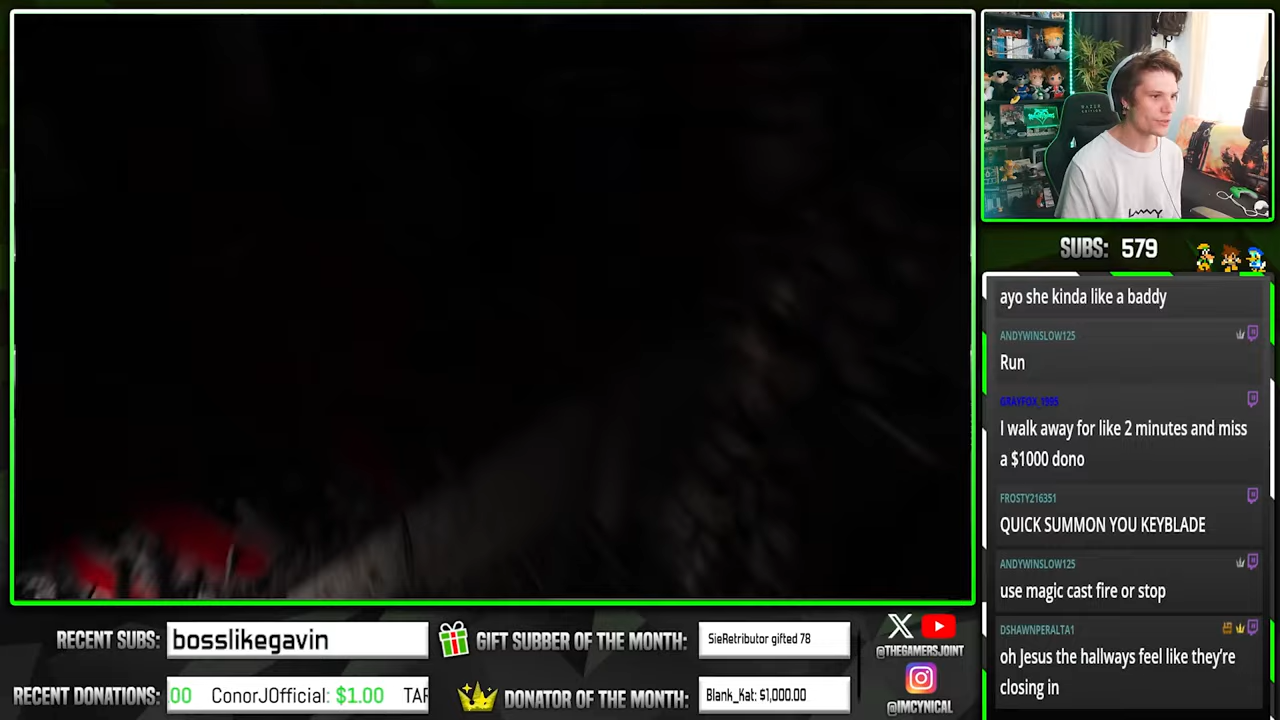 SUBS: 579
ayo she kinda like a baddy
ANDYWINSLOW125
Run
GRAYFOX_1995
I walk away for like 2 minutes and miss
a $1000 dono
FROSTY216351
QUICK SUMMON YOU KEYBLADE
ANDYWINSLOW125
use magic cast fire or stop
DSHAWNPERALTA1
oh Jesus the hallways feel like they're
closing in
RECENT SUBS: bosslikegavin
GIFT SUBBER OF THE MONTH: SieRetributor gifted 78
@THEGAMERSJOINT
RECENT DONATIONS: .00 ConorJOfficial: $1.00 TAR
DONATOR OF THE MONTH: Blank_Kat: $1,000.00
@IMCYNICAL